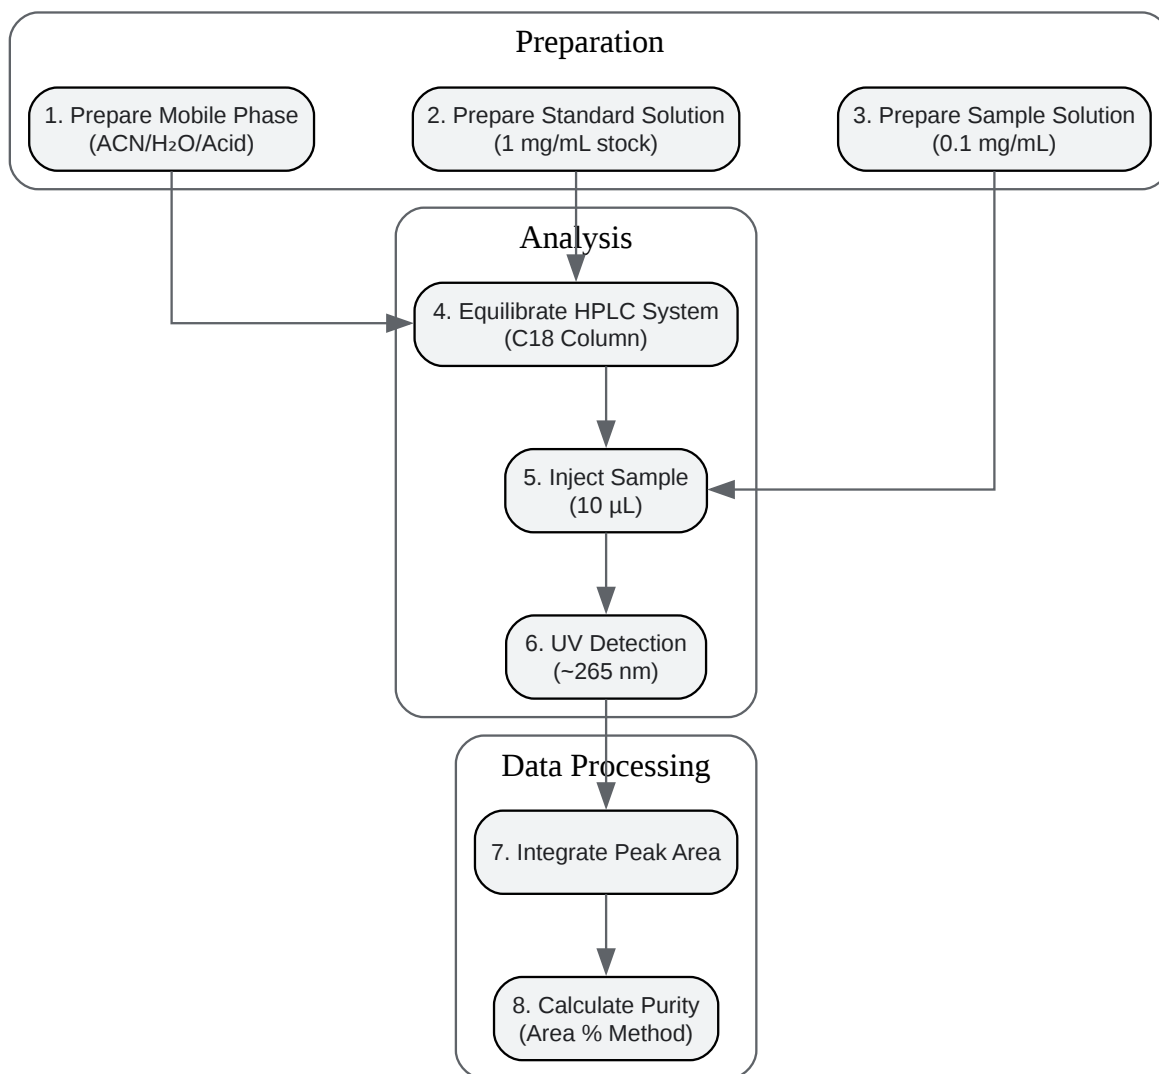 Preparation
1. Prepare Mobile Phase
(ACN/H₂O/Acid)
2. Prepare Standard Solution
(1 mg/mL stock)
3. Prepare Sample Solution
(0.1 mg/mL)
Analysis
4. Equilibrate HPLC System
(C18 Column)
5. Inject Sample
(10 µL)
6. UV Detection
(~265 nm)
Data Processing
7. Integrate Peak Area
8. Calculate Purity
(Area % Method)